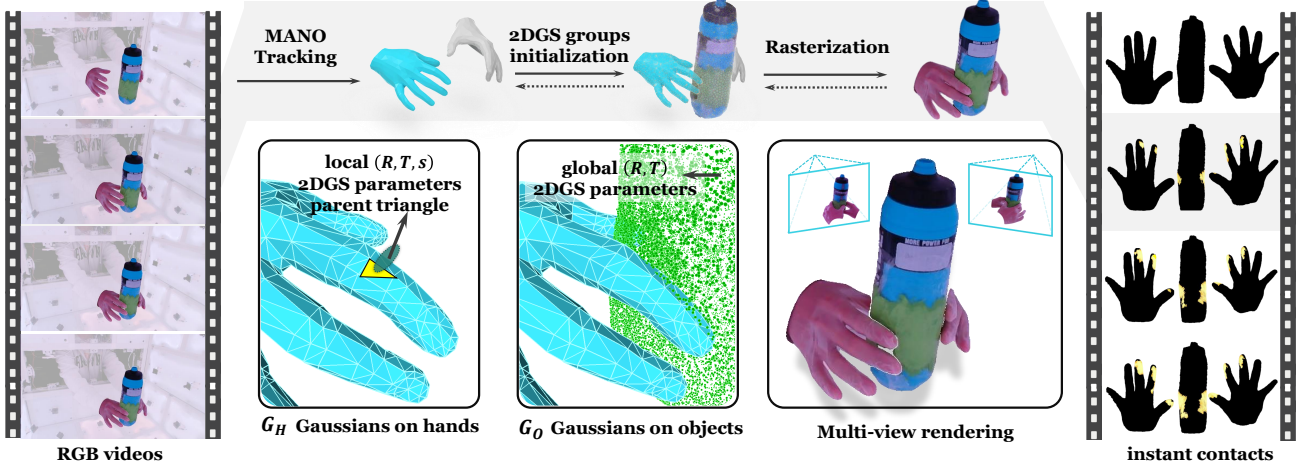 MANO
Tracking
2DGS groups
initialization
Rasterization
local (R, T, s)
2DGS parameters
parent triangle
global (R, T)
2DGS parameters
MORE POWER
G_H Gaussians on hands
G_O Gaussians on objects
Multi-view rendering
RGB videos
instant contacts